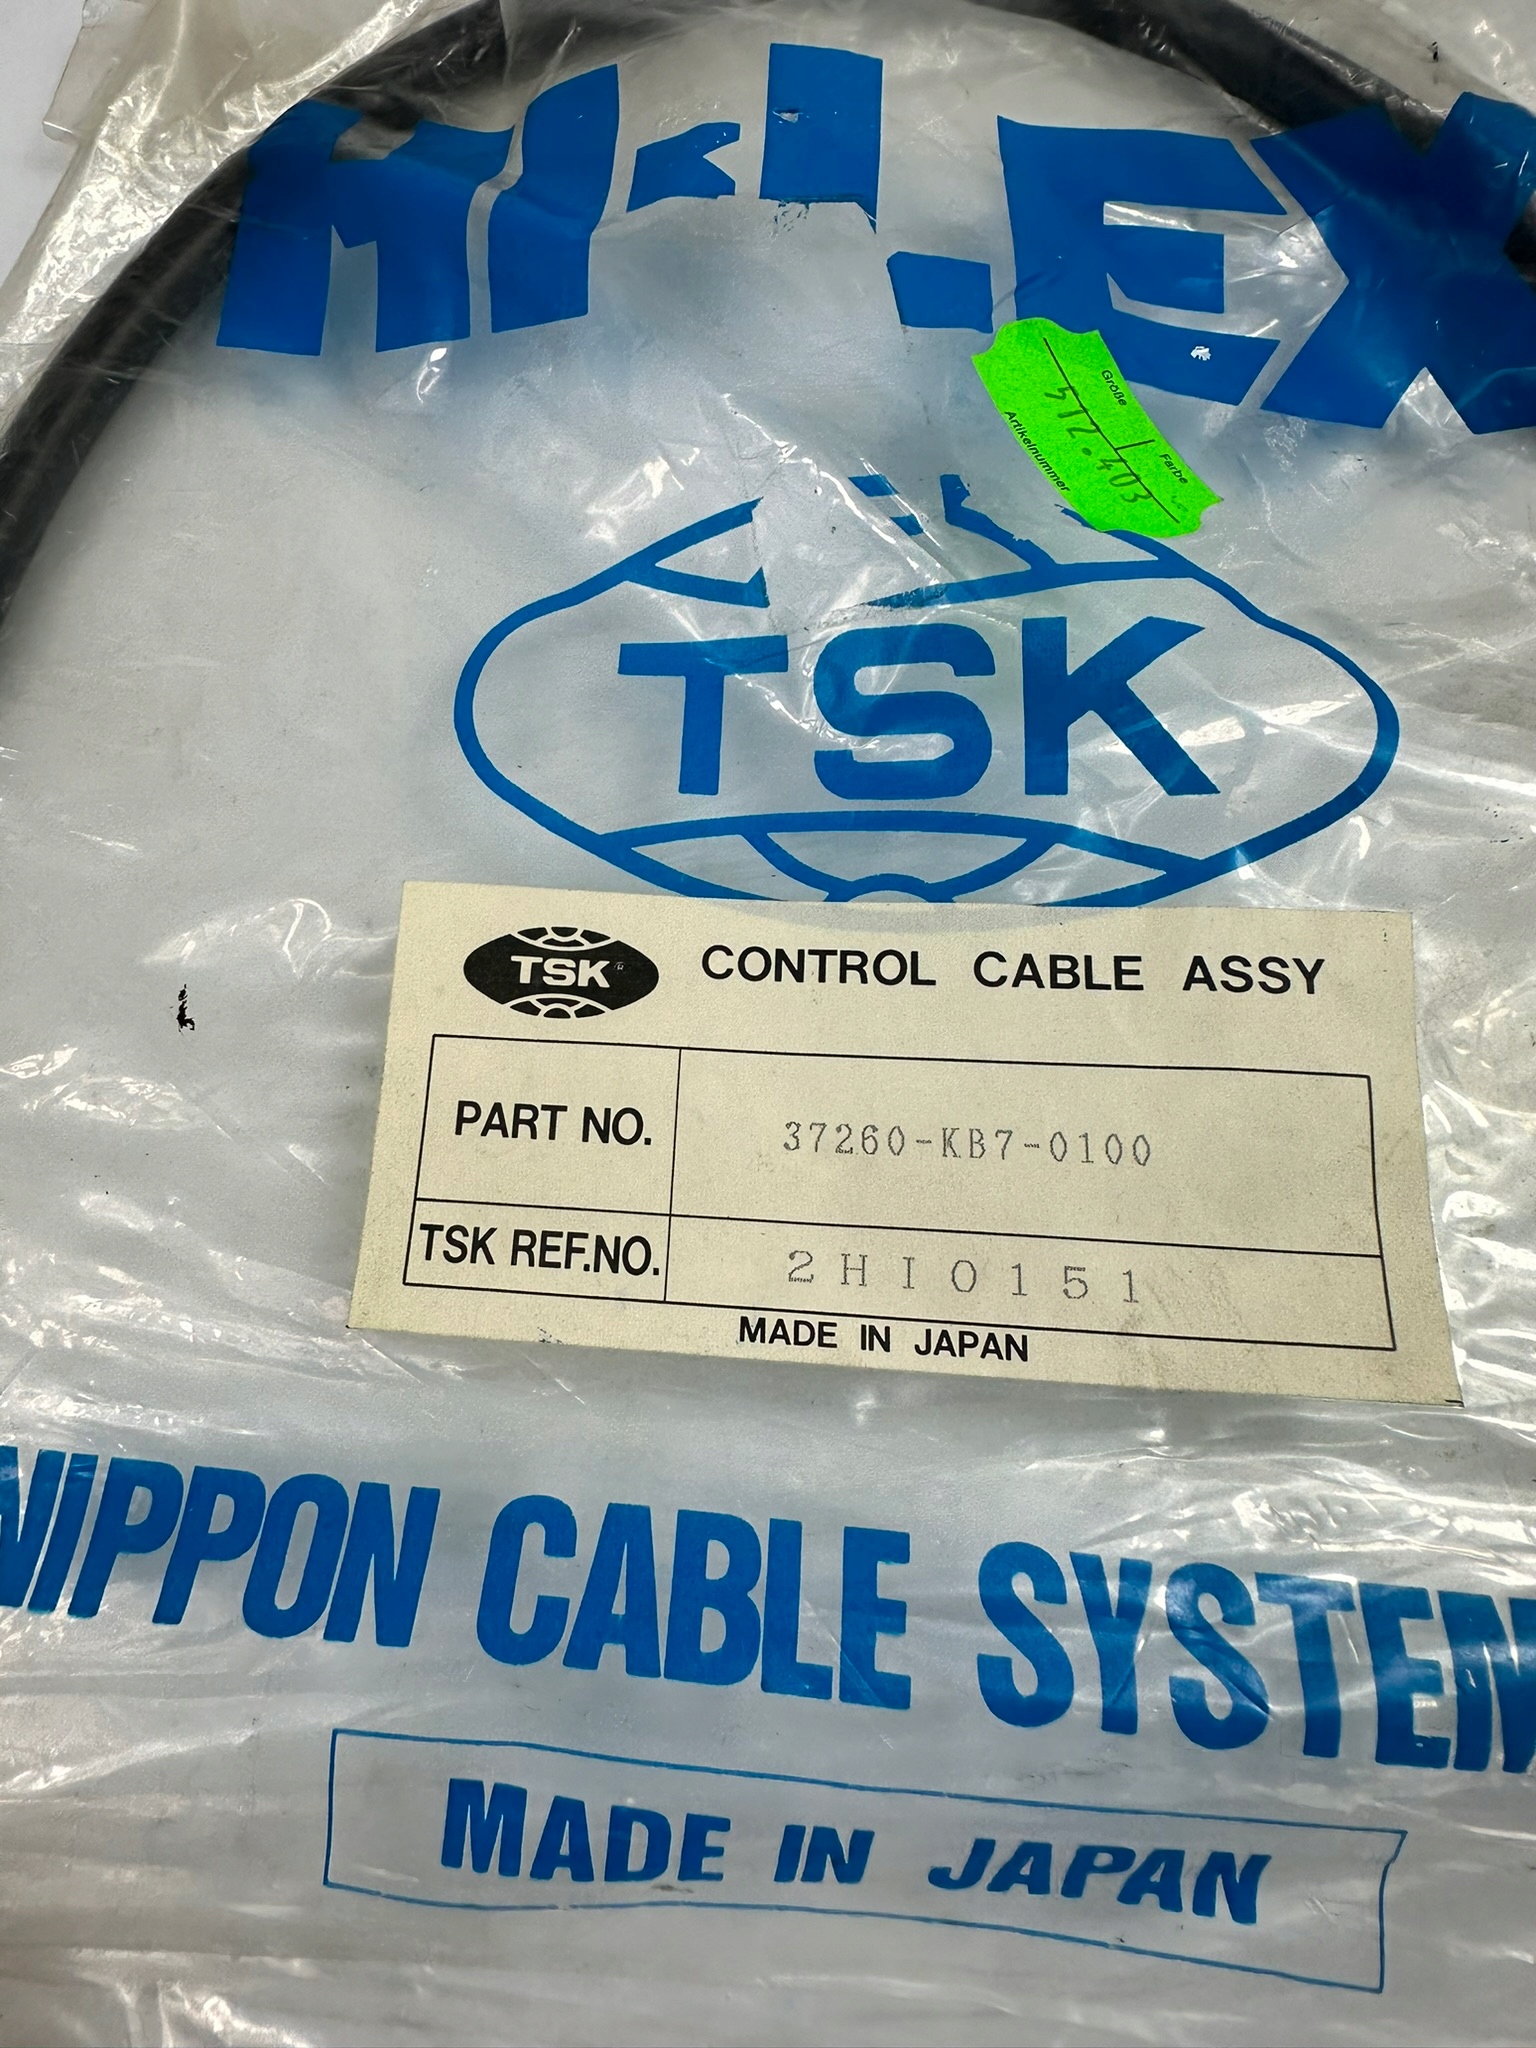 HI-LEX
Größe
Farbe
512.403
Artikelnummer
TSK
TSK®
CONTROL CABLE ASSY
PART NO.
37260-KB7-0100
TSK REF.NO.
2HI0151
MADE IN JAPAN
NIPPON CABLE SYSTEM
MADE IN JAPAN